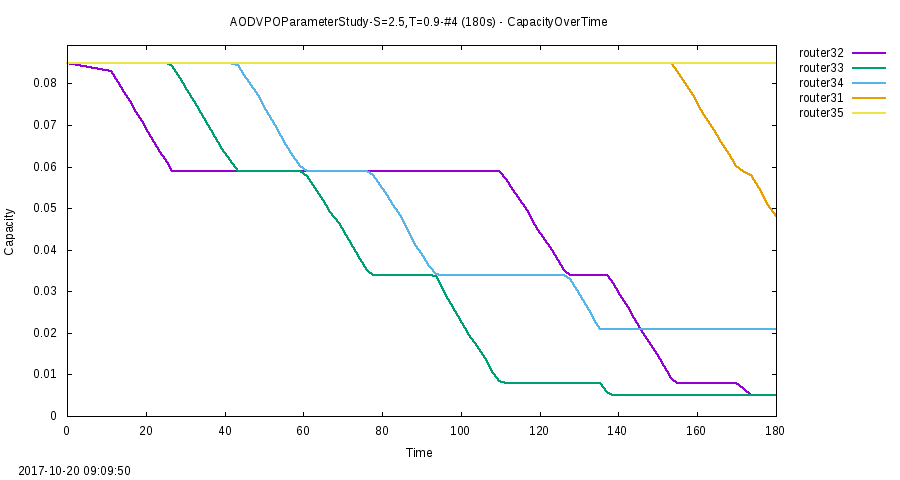 AODVPOParameterStudy-S=2.5,T=0.9-#4 (180s) - CapacityOverTime
router32
router33
router34
router31
router35
0.08
0.07
0.06
0.05
0.04
0.03
0.02
0.01
0
Capacity
0 20 40 60 80 100 120 140 160 180
Time
2017-10-20 09:09:50